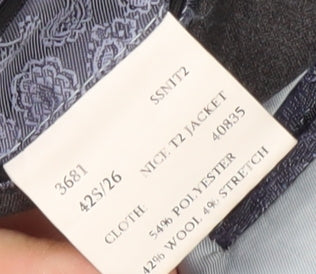 SSNIT2
3681 NICE T2 JACKET
42S/26 40835
CLOTH: 54% POLYESTER
42% WOOL 4% STRETCH